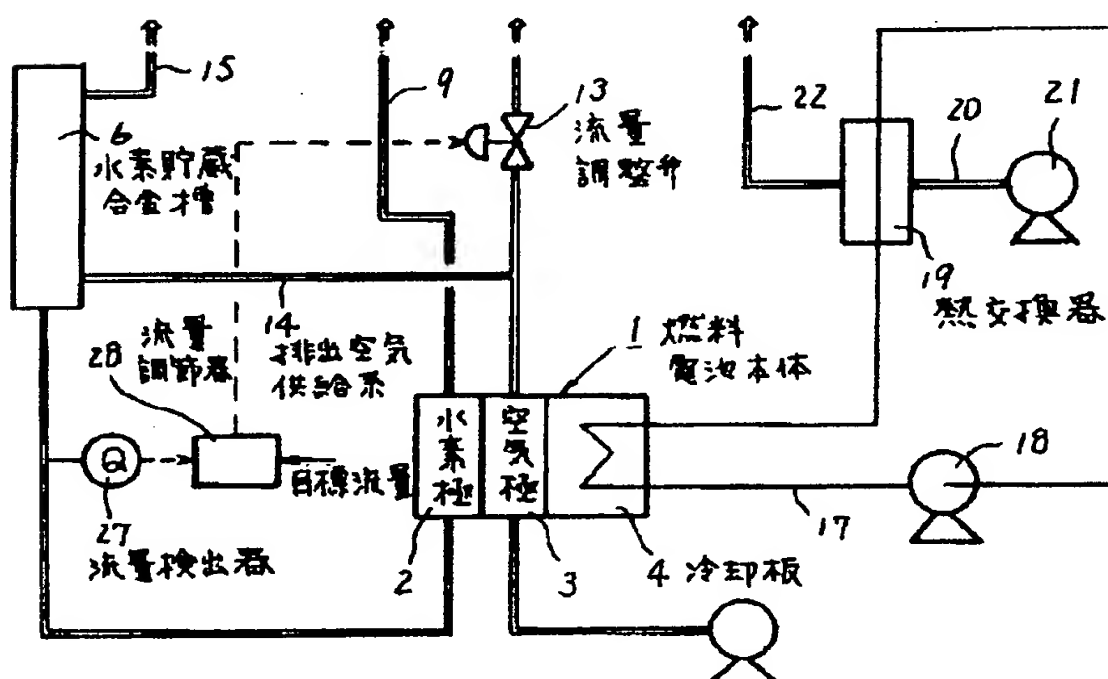 15
9
13
流量
調整弁
22
20
21
6
水素貯蔵
合金槽
19
熱交換器
14
排出空気
供給系
流量
調節器
28
1 燃料
電池本体
水素極
空気極
18
Q
目標流量
17
27
流量検出器
2
3
4 冷却板